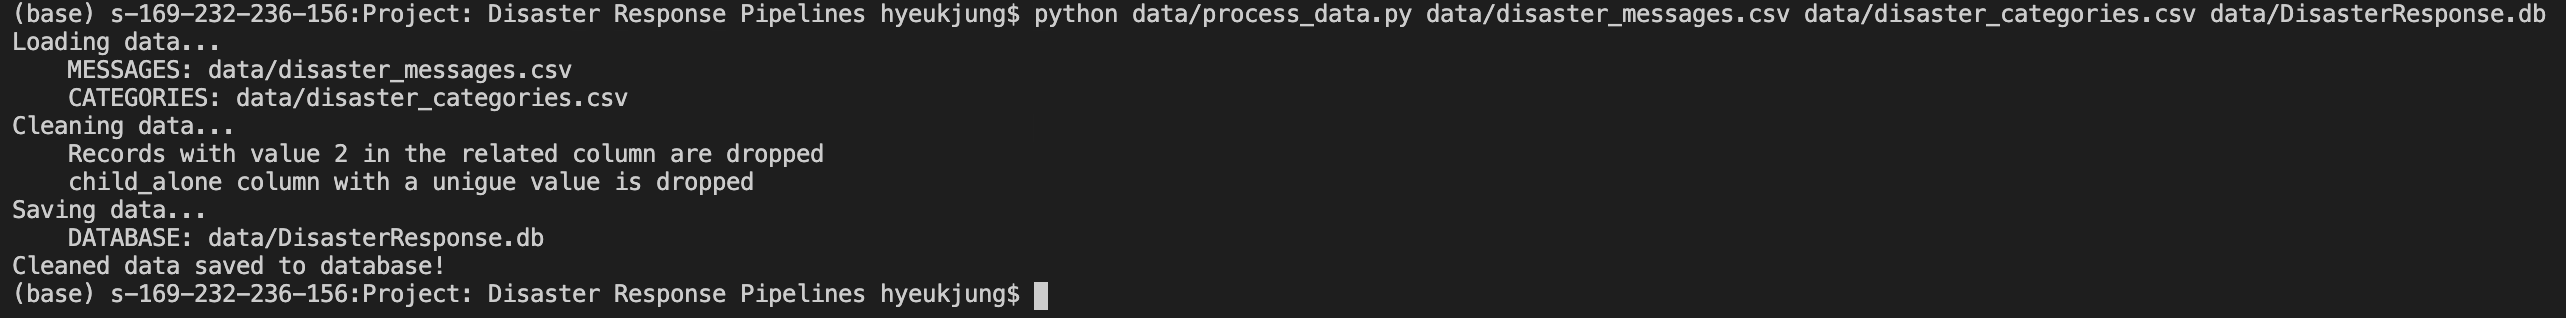 (base) s-169-232-236-156:Project: Disaster Response Pipelines hyeukjung$ python data/process_data.py data/disaster_messages.csv data/disaster_categories.csv data/DisasterResponse.db
Loading data...
    MESSAGES: data/disaster_messages.csv
    CATEGORIES: data/disaster_categories.csv
Cleaning data...
    Records with value 2 in the related column are dropped
    child_alone column with a unigue value is dropped
Saving data...
    DATABASE: data/DisasterResponse.db
Cleaned data saved to database!
(base) s-169-232-236-156:Project: Disaster Response Pipelines hyeukjung$